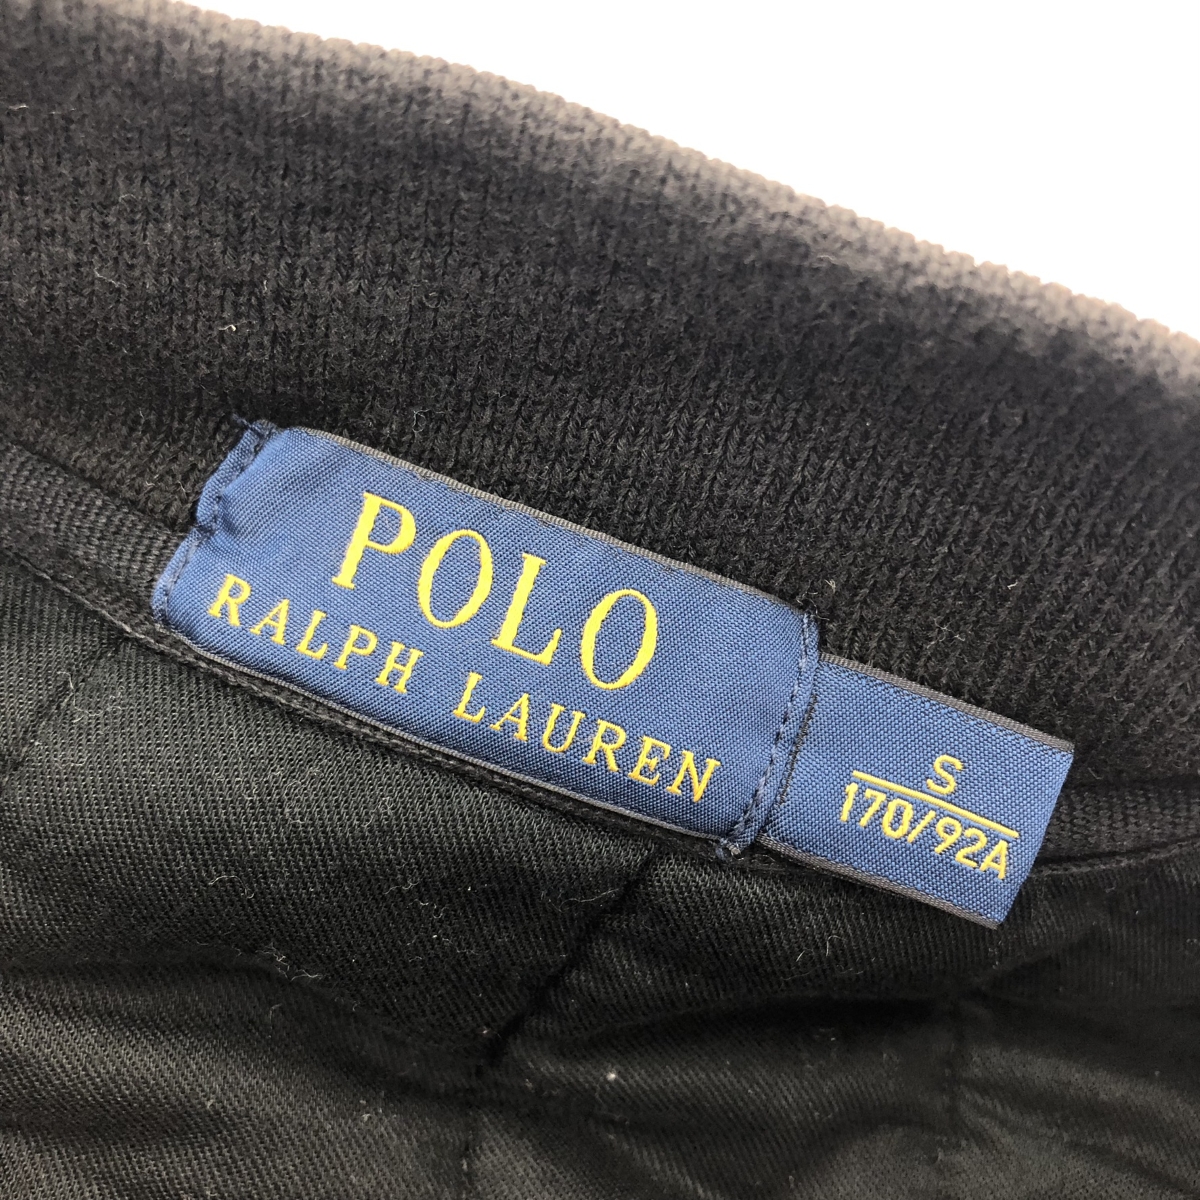 POLO
RALPH LAUREN
S
170/92A